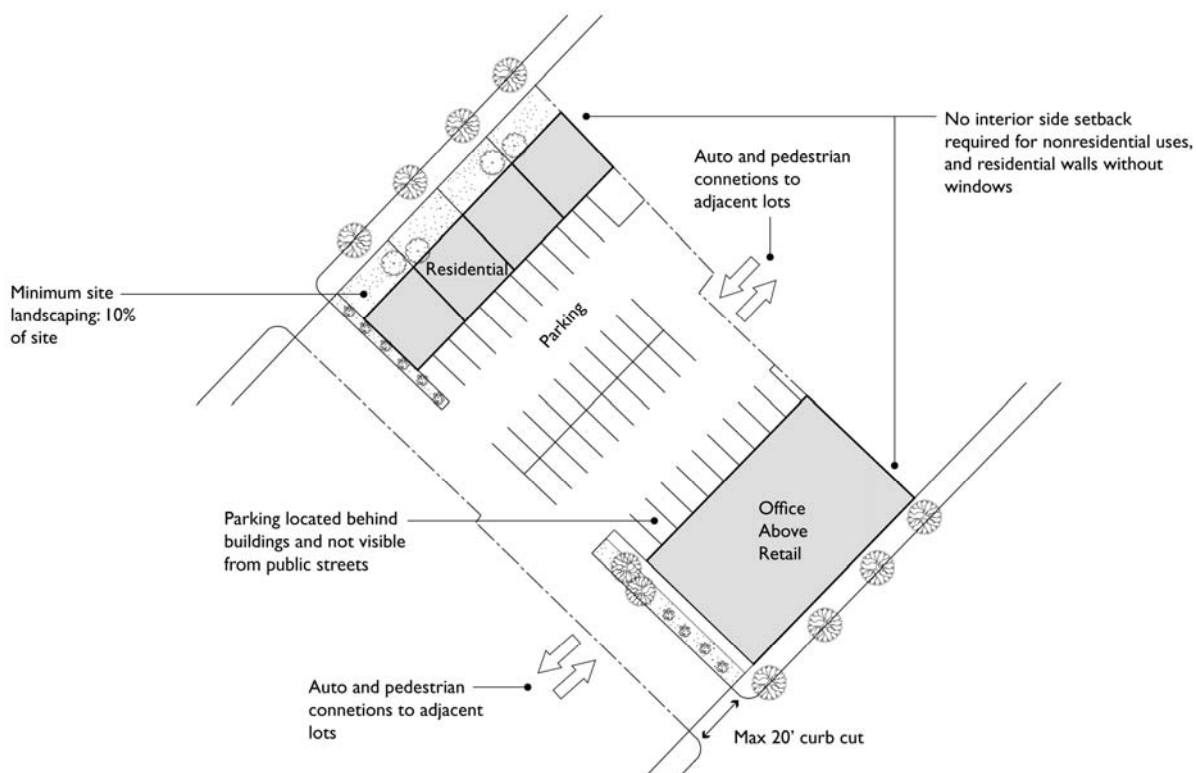 No interior side setback
required for nonresidential uses,
and residential walls without
windows
Auto and pedestrian
connetions to
adjacent lots
Residential
Minimum site
landscaping: 10%
of site
Parking
Parking located behind
buildings and not visible
from public streets
Office
Above
Retail
Auto and pedestrian
connetions to adjacent
lots
Max 20' curb cut